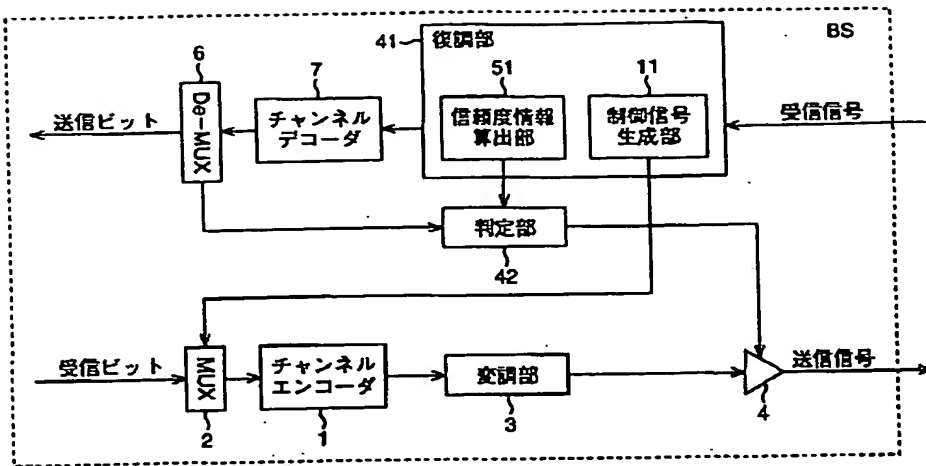 BS
41
復調部
6
7
51
11
De-MUX
送信ビット
チャンネル
デコーダ
信頼度情報
算出部
制御信号
生成部
受信信号
判定部
42
受信ビット
MUX
チャンネル
エンコーダ
変調部
送信信号
2
1
3
4